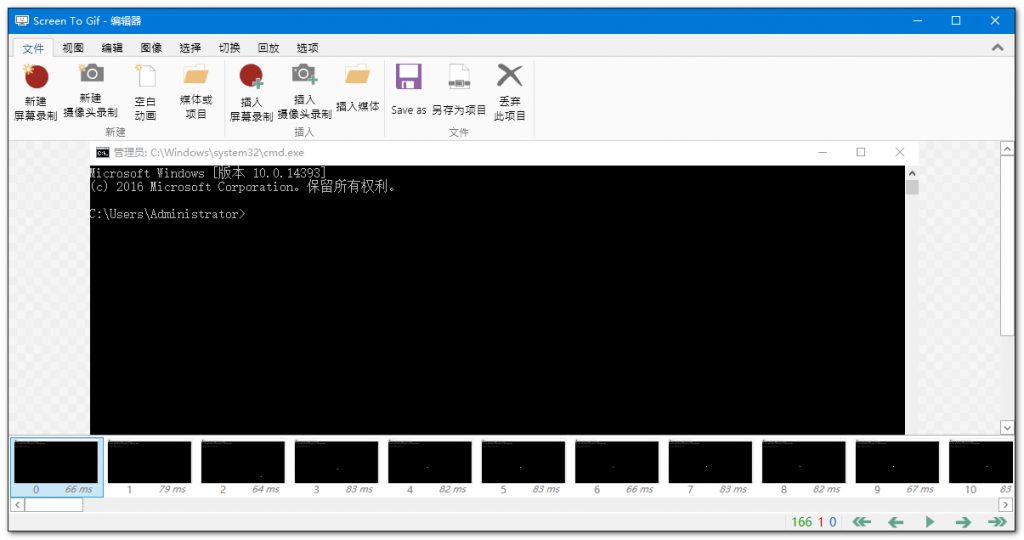 Screen To Gif - 编辑器
文件 视图 编辑 图像 选择 切换 回放 选项
新建
屏幕录制
新建
摄像头录制
空白
动画
媒体或
项目
插入
屏幕录制
插入
摄像头录制
插入媒体
Save as
另存为项目
丢弃
此项目
新建 插入 文件
管理员: C:\Windows\system32\cmd.exe
Microsoft Windows [版本 10.0.14393]
(c) 2016 Microsoft Corporation。保留所有权利。
C:\Users\Administrator>
0 66 ms 1 79 ms 2 64 ms 3 83 ms 4 82 ms 5 83 ms 6 66 ms 7 83 ms 8 82 ms 9 67 ms 10 83
166 1 0